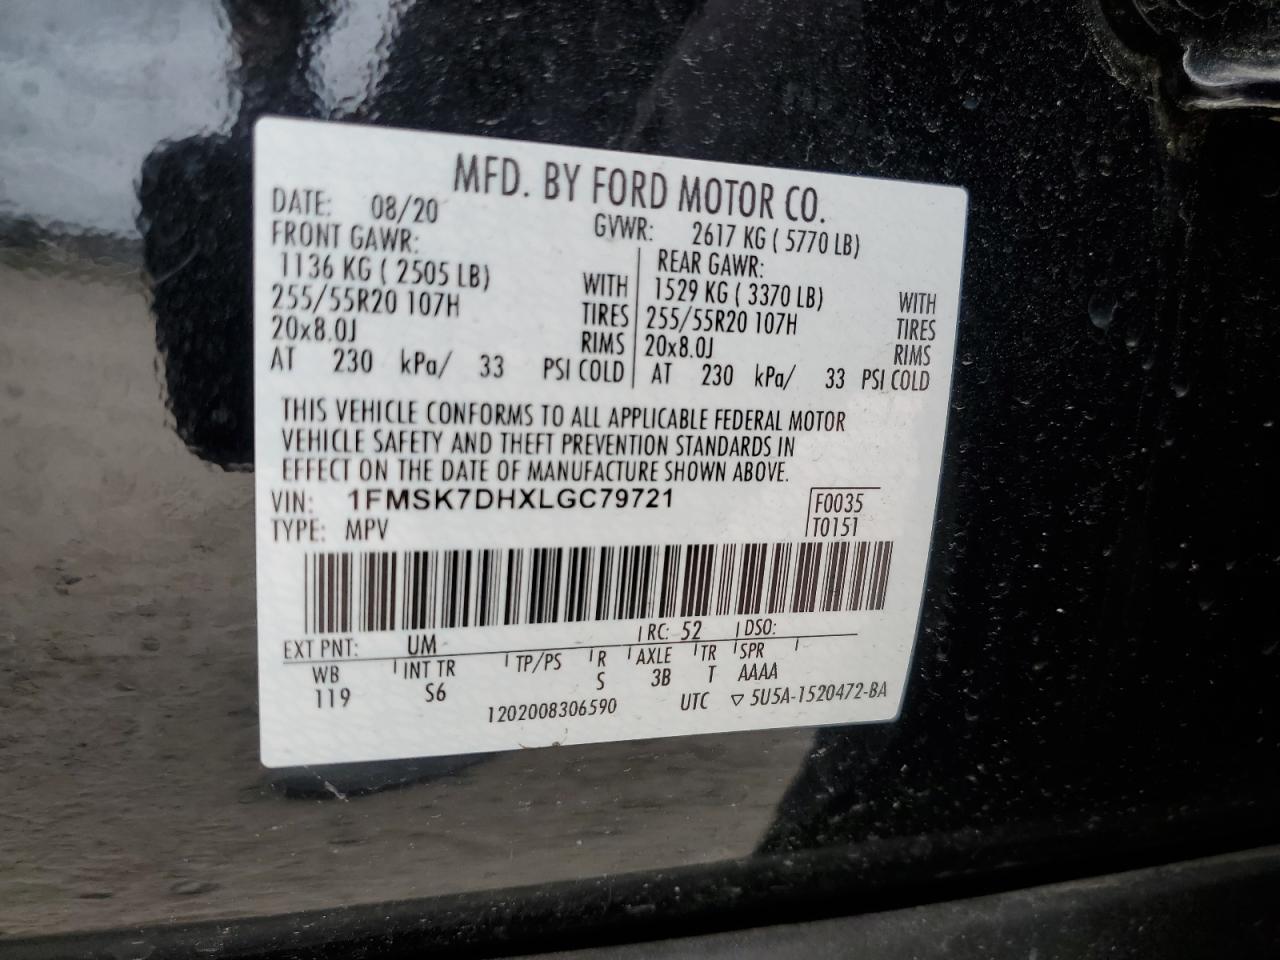 MFD. BY FORD MOTOR CO.
DATE: 08/20 GVWR: 2617 KG ( 5770 LB)
FRONT GAWR: REAR GAWR:
1136 KG ( 2505 LB) WITH 1529 KG ( 3370 LB) WITH
255/55R20 107H TIRES 255/55R20 107H TIRES
20x8.0J RIMS 20x8.0J RIMS
AT 230 kPa/ 33 PSI COLD AT 230 kPa/ 33 PSI COLD
THIS VEHICLE CONFORMS TO ALL APPLICABLE FEDERAL MOTOR
VEHICLE SAFETY AND THEFT PREVENTION STANDARDS IN
EFFECT ON THE DATE OF MANUFACTURE SHOWN ABOVE.
VIN: 1FMSK7DHXLGC79721 F0035
TYPE: MPV T0151
EXT PNT: UM RC: 52 DSO:
WB INT TR TP/PS R AXLE TR SPR
119 S6 S 3B T AAAA
1202008306590 UTC ▽ 5U5A-1520472-BA